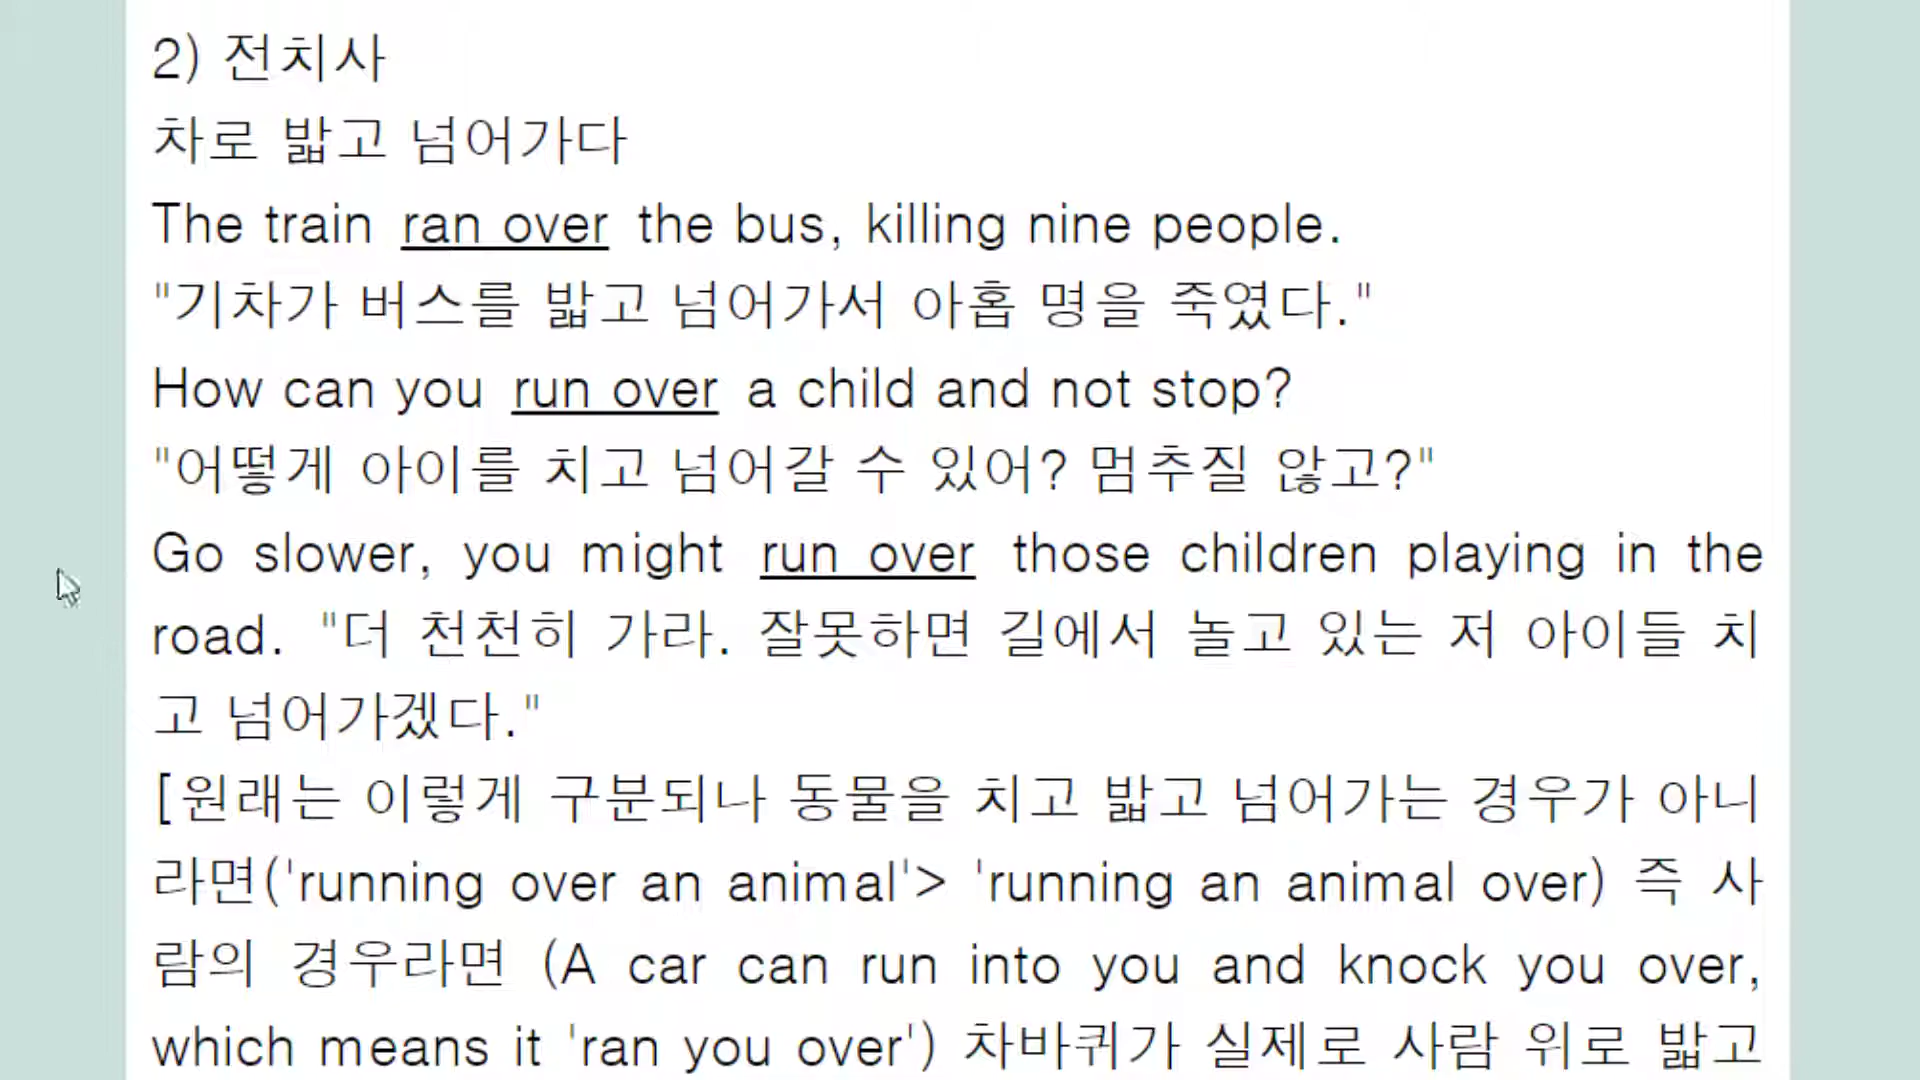 2) 전치사
차로 밟고 넘어가다
The train ran over the bus, killing nine people.
"기차가 버스를 밟고 넘어가서 아홉 명을 죽였다."
How can you run over a child and not stop?
"어떻게 아이를 치고 넘어갈 수 있어? 멈추질 않고?"
Go slower, you might run over those children playing in the
road. "더 천천히 가라. 잘못하면 길에서 놀고 있는 저 아이들 치
고 넘어가겠다."
[원래는 이렇게 구분되나 동물을 치고 밟고 넘어가는 경우가 아니
라면('running over an animal'> 'running an animal over) 즉 사
람의 경우라면 (A car can run into you and knock you over,
which means it 'ran you over') 차바퀴가 실제로 사람 위로 밟고